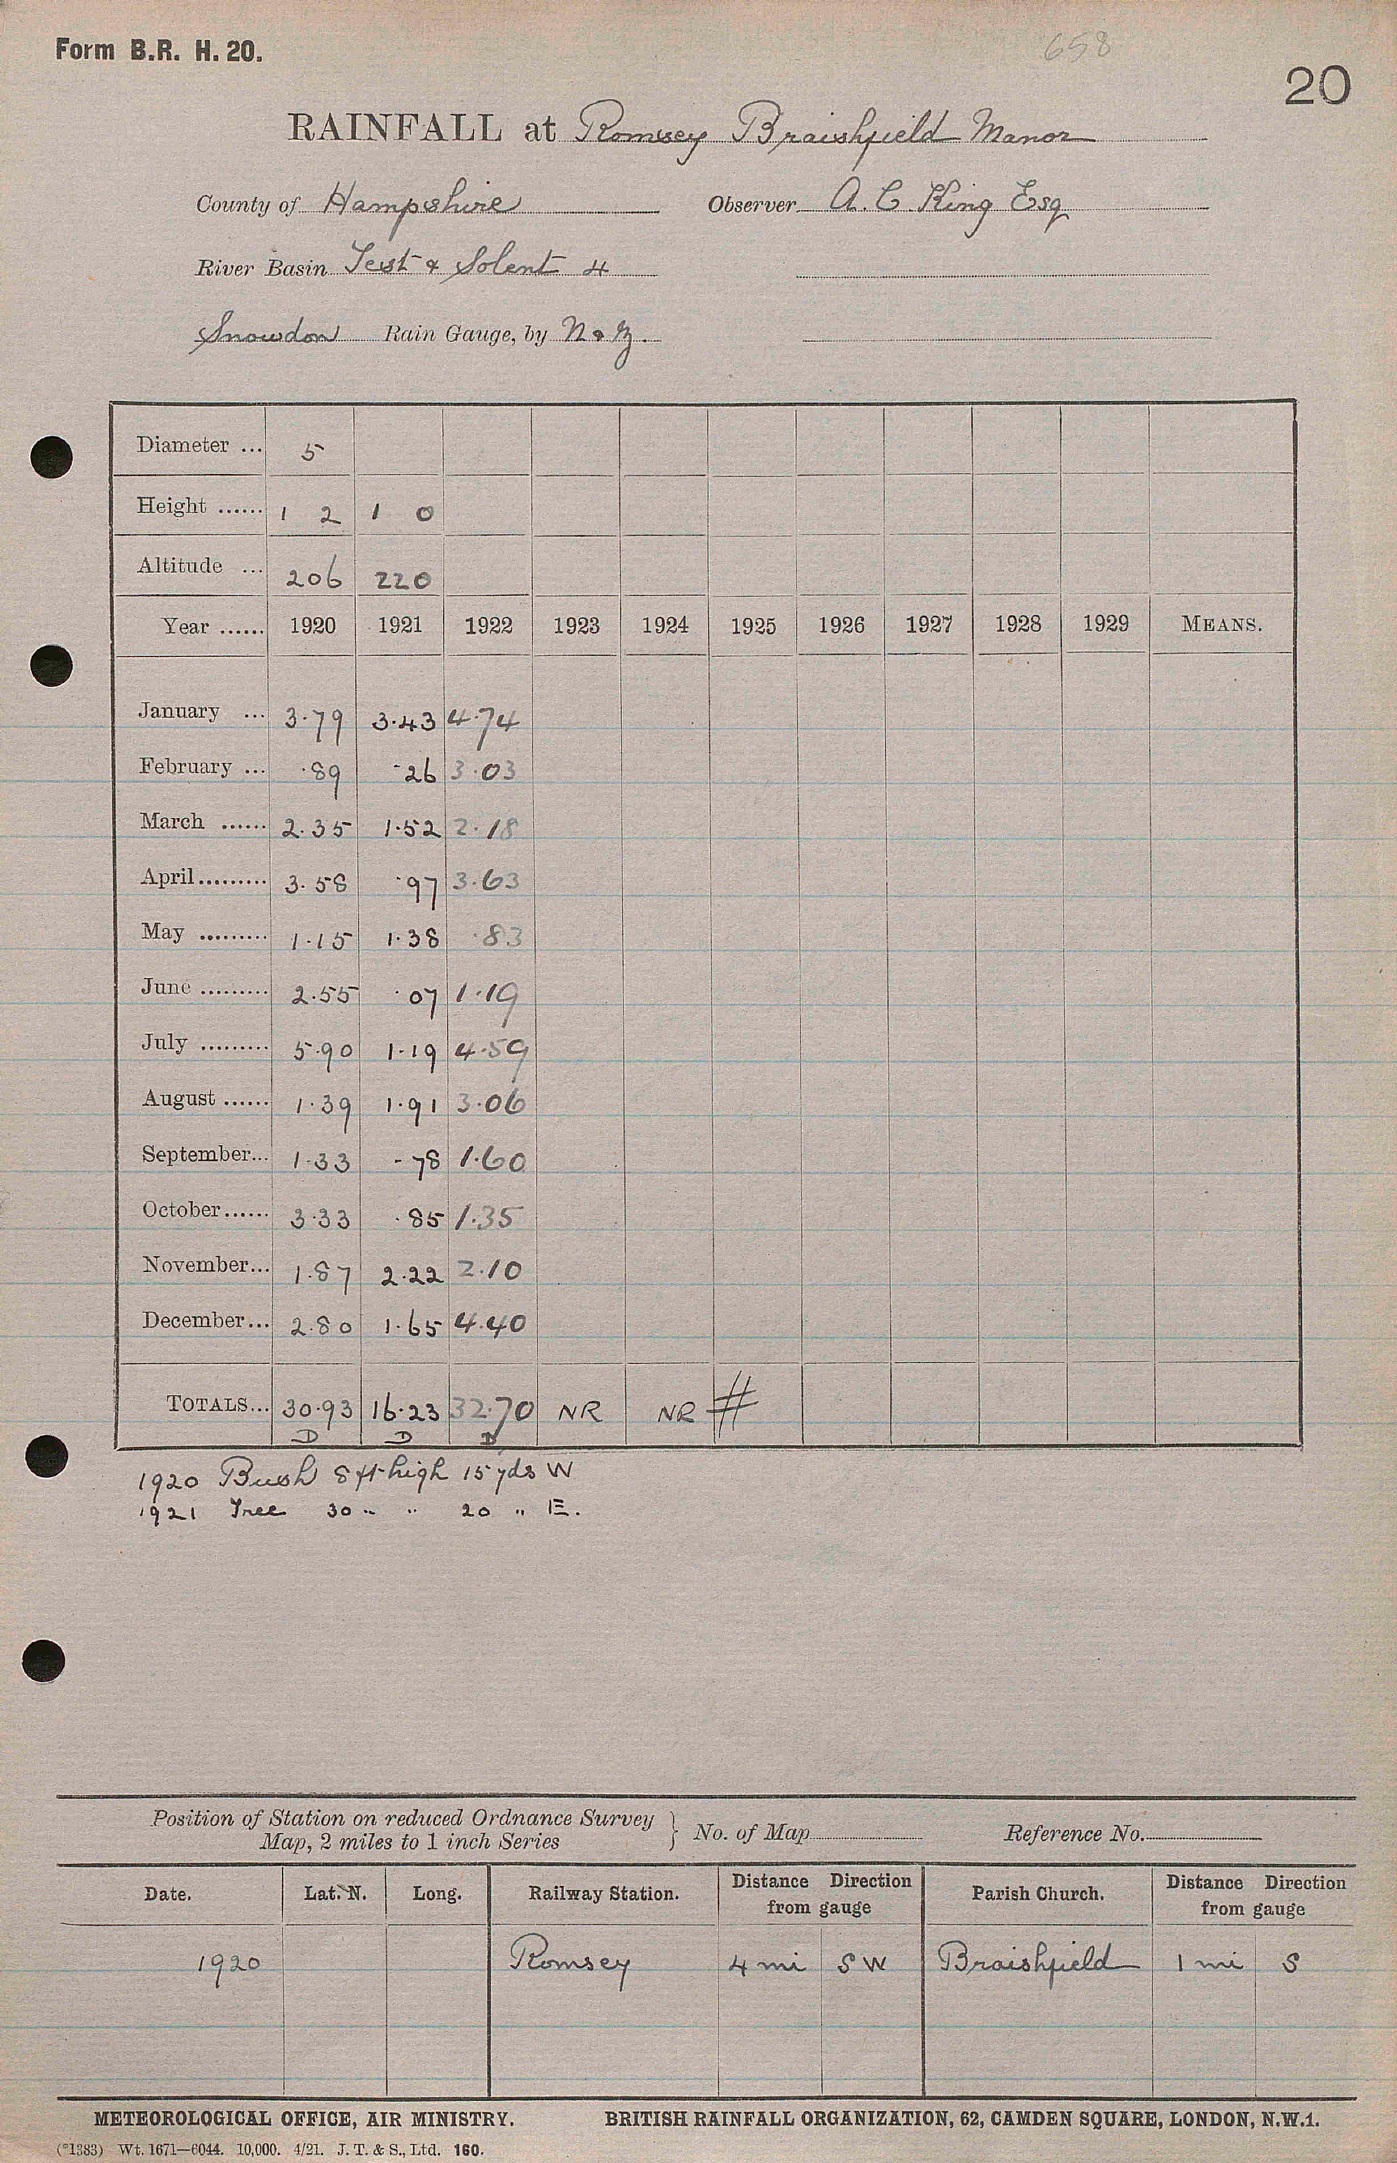 Form B.R. H. 20.
658
20
RAINFALL at Romsey Braishfield Manor
County of Hampshire Observer A. C. King Esq
River Basin Test & Solent 4
Snowdon Rain Gauge, by N & Z.
Diameter ... 5
Height ...... 1 2 1 0
Altitude ... 206 220
Year ...... 1920 1921 1922 1923 1924 1925 1926 1927 1928 1929 MEANS.
January ... 3.79 3.43 4.74
February ... .89 .26 3.03
March ...... 2.35 1.52 2.18
April ......... 3.58 .97 3.63
May ......... 1.15 1.38 .83
June ......... 2.55 .07 1.19
July ......... 5.90 1.19 4.59
August ...... 1.39 1.91 3.06
September... 1.33 .78 1.60
October ...... 3.33 .85 1.35
November... 1.87 2.22 2.10
December... 2.80 1.65 4.40
TOTALS... 30.93 16.23 32.70 NR NR #
D D D
1920 Bush 8 ft high 15 yds W
1921 Tree 30 " " 20 " E.
Position of Station on reduced Ordnance Survey
Map, 2 miles to 1 inch Series } No. of Map Reference No.
Date. Lat. N. Long. Railway Station. Distance Direction from gauge Parish Church. Distance Direction from gauge
1920 Romsey 4 mi SW Braishfield 1 mi S
METEOROLOGICAL OFFICE, AIR MINISTRY. BRITISH RAINFALL ORGANIZATION, 62, CAMDEN SQUARE, LONDON, N.W.1.
(*1383) Wt. 1671—6044. 10,000. 4/21. J. T. & S., Ltd. 160.